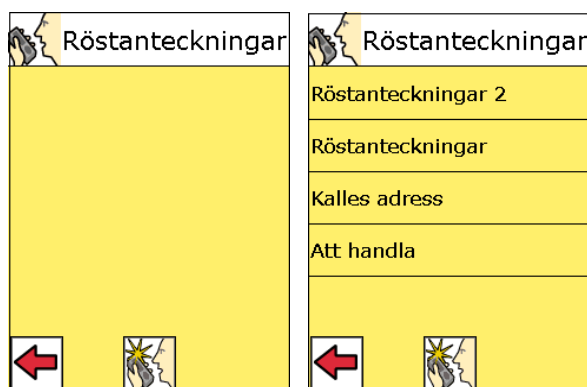 Röstanteckningar
Röstanteckningar
Röstanteckningar 2
Röstanteckningar
Kalles adress
Att handla